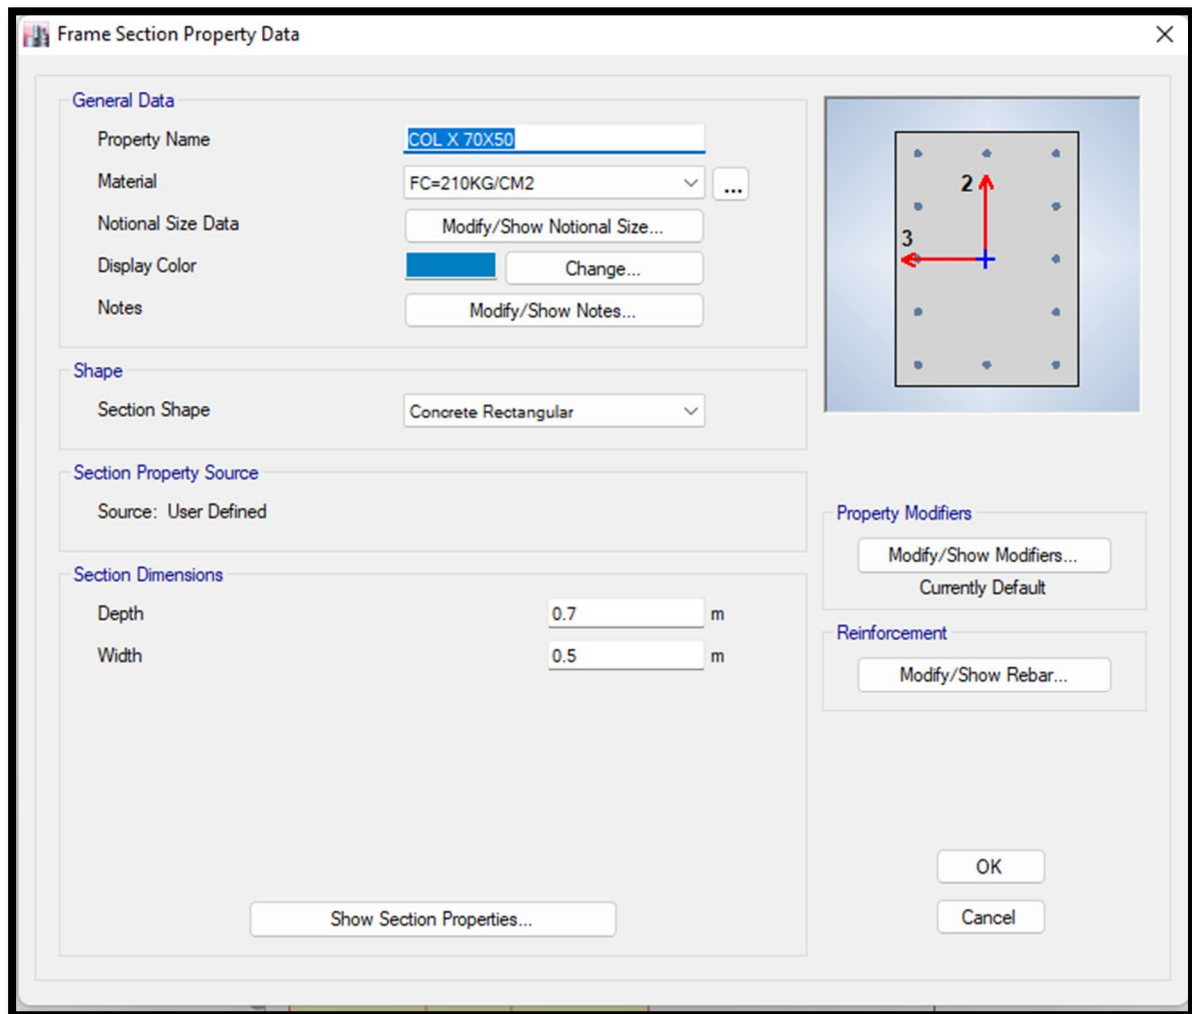 Frame Section Property Data
General Data
Property Name COL X 70X50
Material FC=210KG/CM2 ...
Notional Size Data Modify/Show Notional Size...
Display Color Change...
Notes Modify/Show Notes...
2
3
Shape
Section Shape Concrete Rectangular
Section Property Source
Source: User Defined
Section Dimensions
Depth 0.7 m
Width 0.5 m
Show Section Properties...
Property Modifiers
Modify/Show Modifiers...
Currently Default
Reinforcement
Modify/Show Rebar...
OK
Cancel